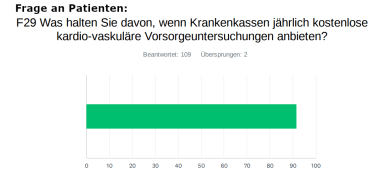 Frage an Patienten:
F29 Was halten Sie davon, wenn Krankenkassen jährlich kostenlose
kardio-vaskuläre Vorsorgeuntersuchungen anbieten?
Beantwortet: 109 Übersprungen: 2
0 10 20 30 40 50 60 70 80 90 100